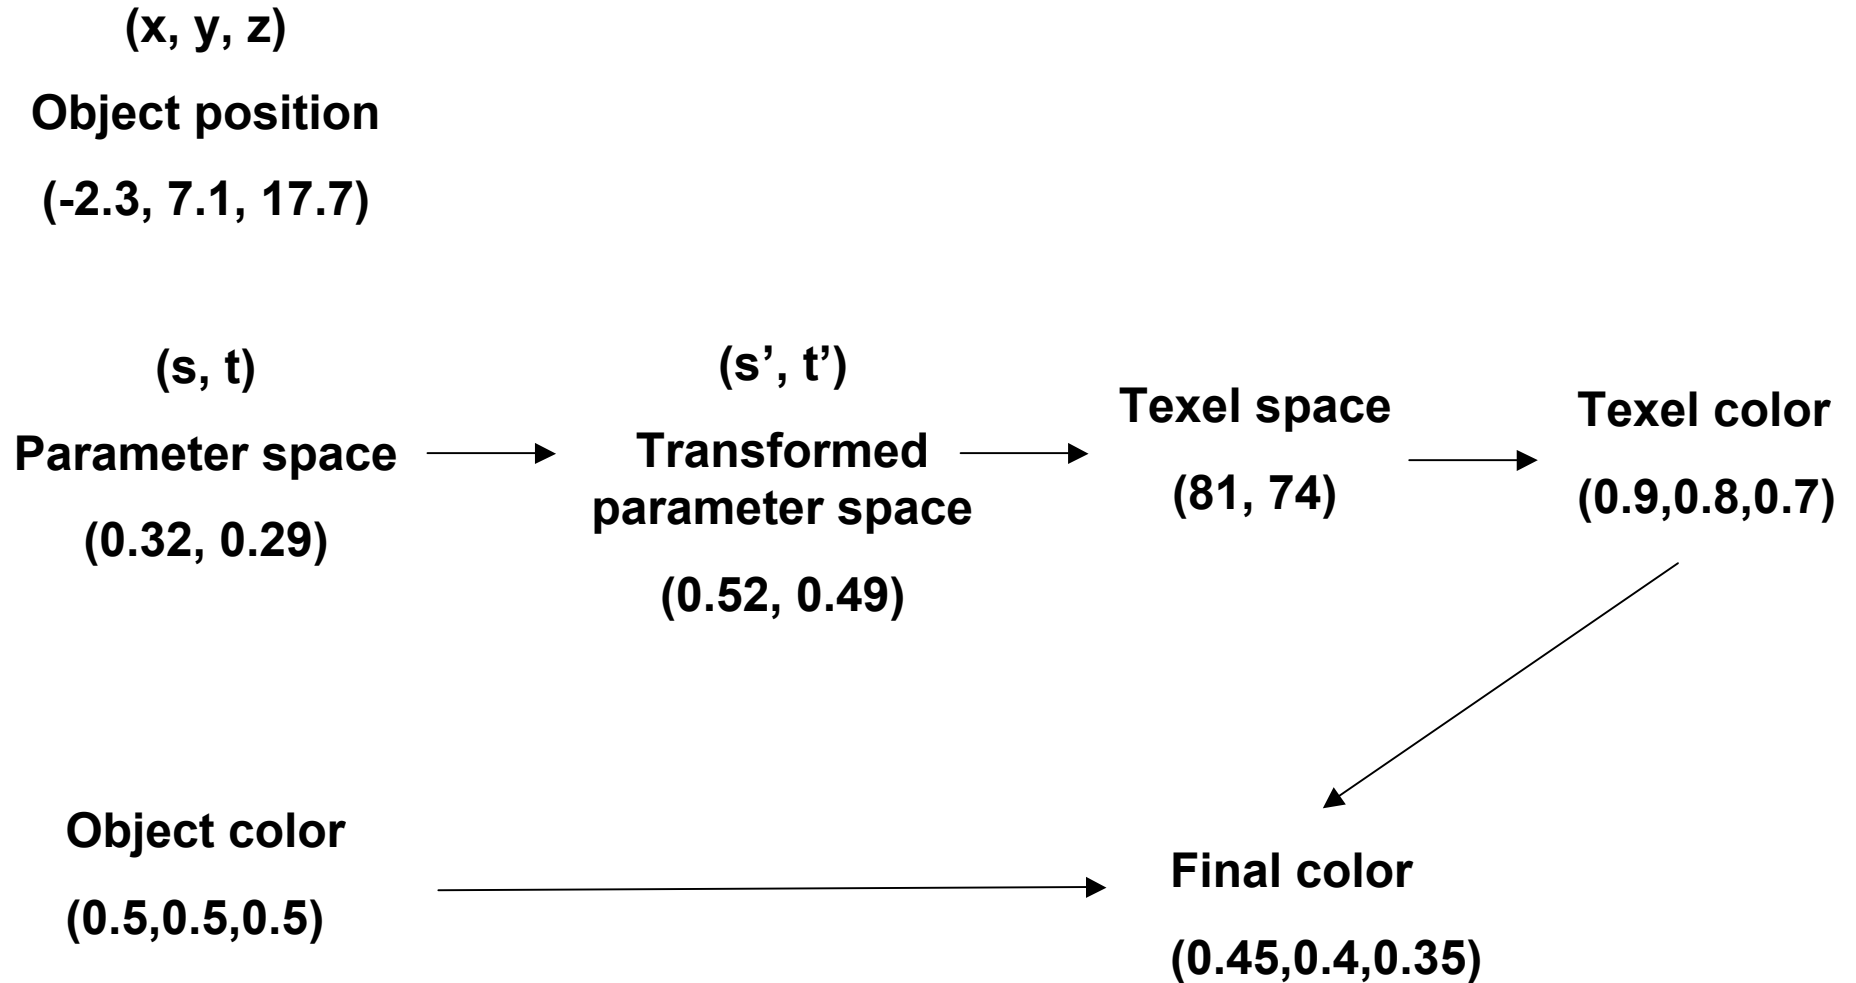 (x, y, z)
Object position
(-2.3, 7.1, 17.7)
(s, t)
Parameter space
(0.32, 0.29)
(s’, t’)
Transformed
parameter space
(0.52, 0.49)
Texel space
(81, 74)
Texel color
(0.9,0.8,0.7)
Object color
(0.5,0.5,0.5)
Final color
(0.45,0.4,0.35)